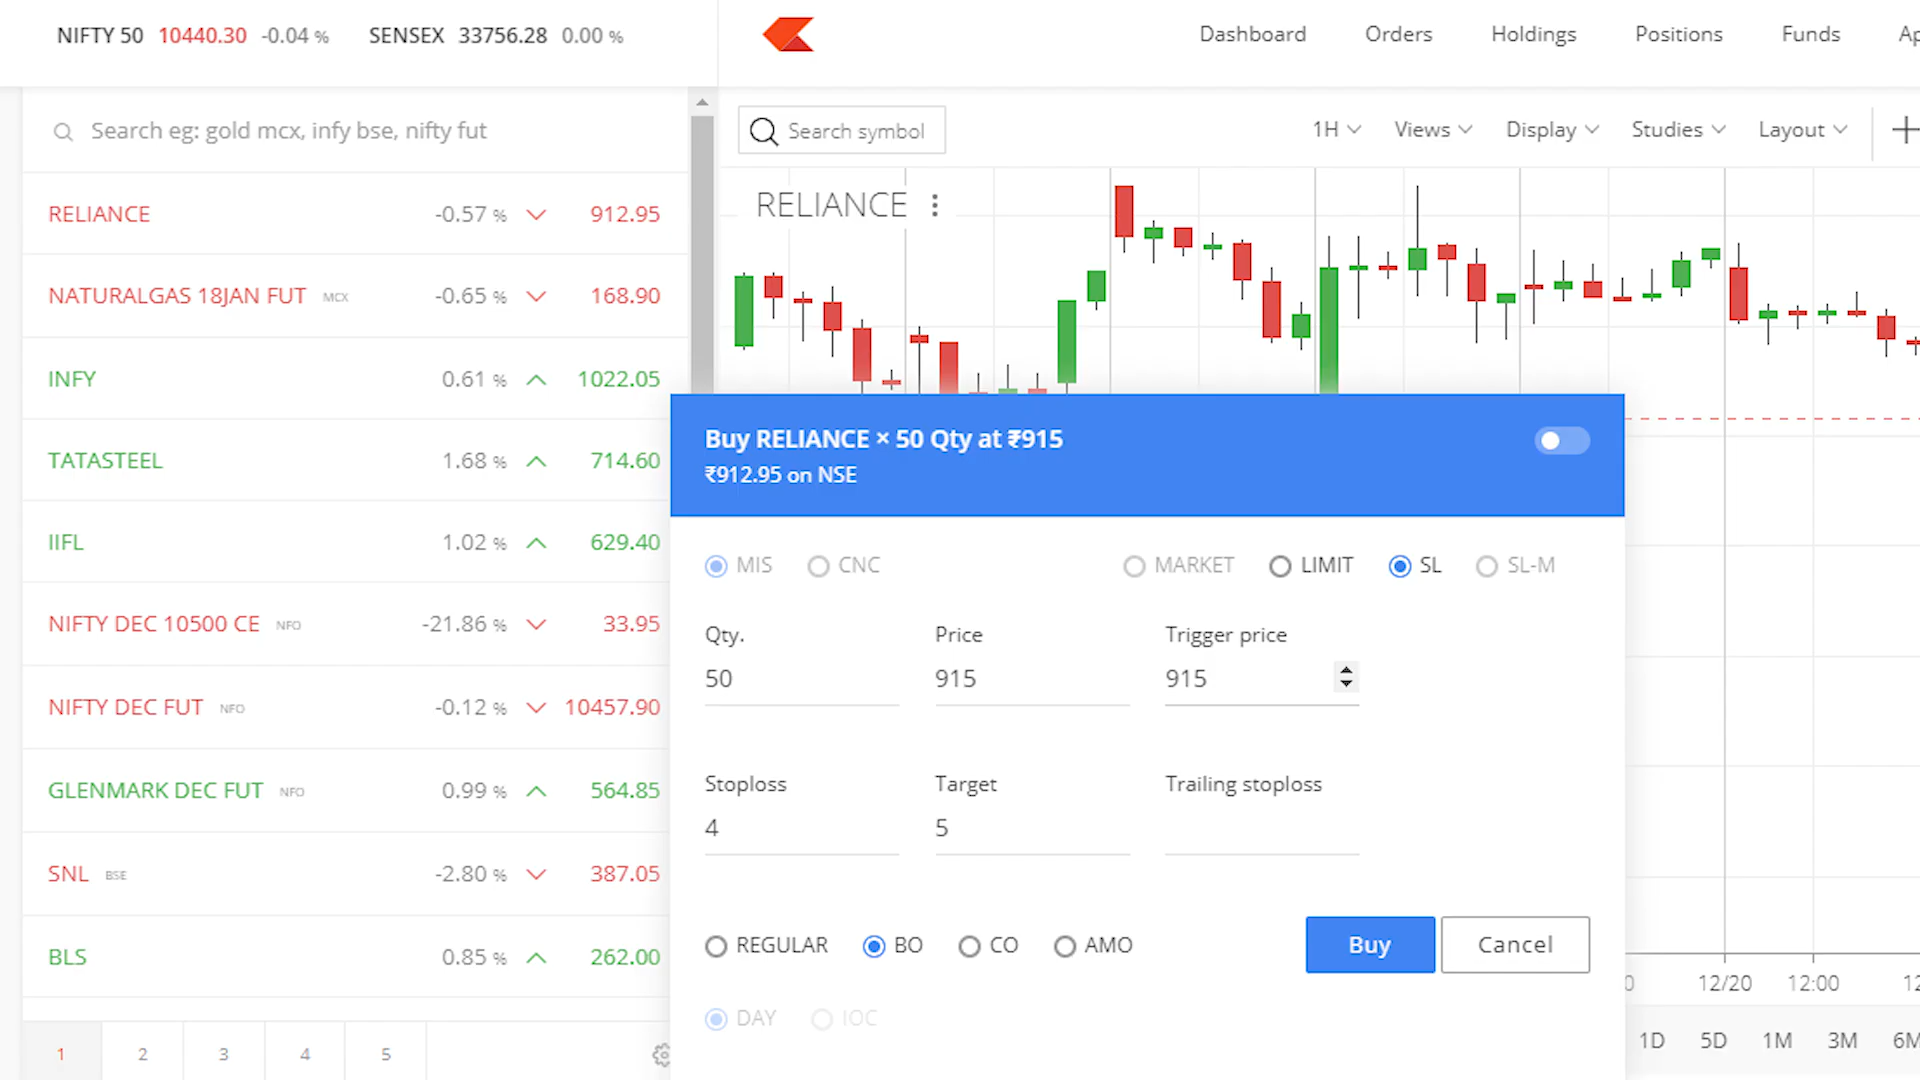 NIFTY 50 10440.30 -0.04 % SENSEX 33756.28 0.00 %
Dashboard Orders Holdings Positions Funds
Search eg: gold mcx, infy bse, nifty fut
Search symbol 1H Views Display Studies Layout
RELIANCE -0.57 % 912.95
NATURALGAS 18JAN FUT MCX -0.65 % 168.90
INFY 0.61 % 1022.05
TATASTEEL 1.68 % 714.60
IIFL 1.02 % 629.40
NIFTY DEC 10500 CE NFO -21.86 % 33.95
NIFTY DEC FUT NFO -0.12 % 10457.90
GLENMARK DEC FUT NFO 0.99 % 564.85
SNL BSE -2.80 % 387.05
BLS 0.85 % 262.00
1 2 3 4 5
RELIANCE
Buy RELIANCE × 50 Qty at ₹915
₹912.95 on NSE
MIS CNC MARKET LIMIT SL SL-M
Qty. Price Trigger price
50 915 915
Stoploss Target Trailing stoploss
4 5
REGULAR BO CO AMO Buy Cancel
DAY IOC
12/20 12:00
1D 5D 1M 3M